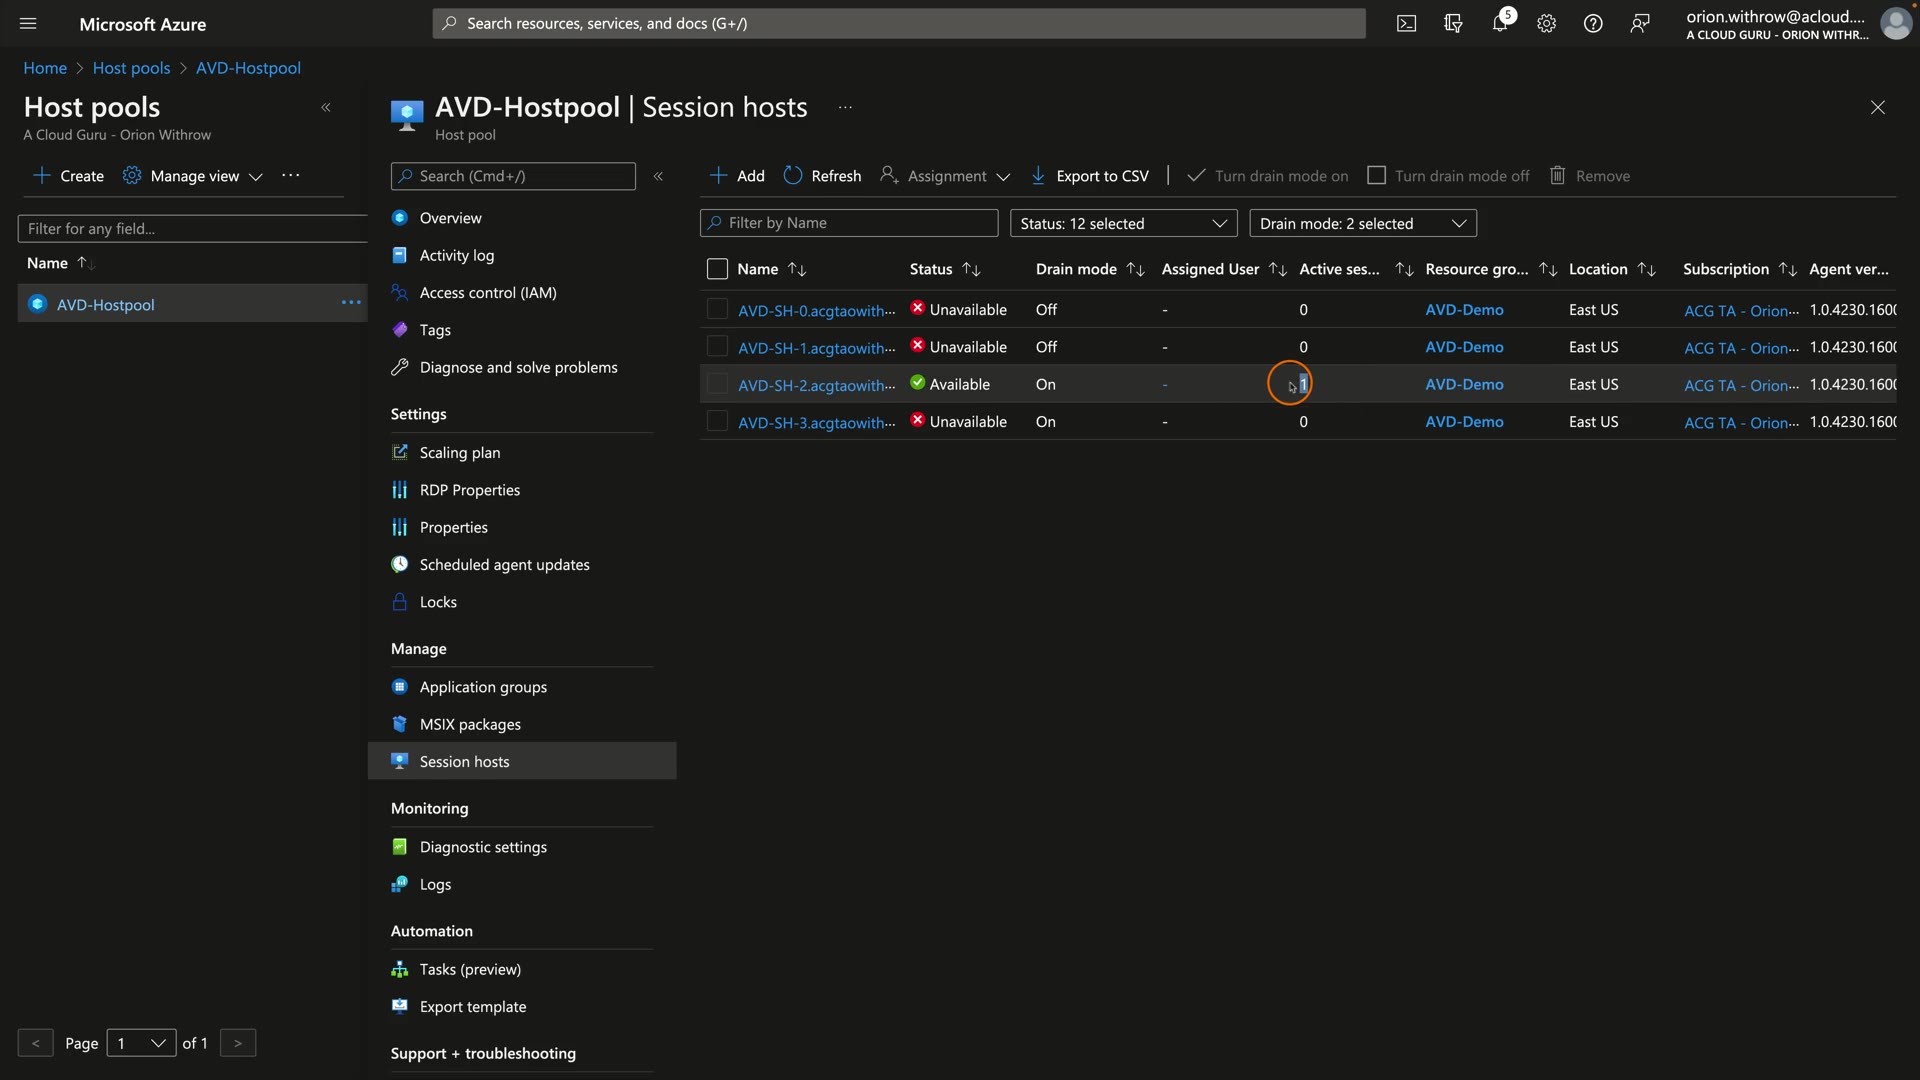 Microsoft Azure
Search resources, services, and docs (G+/)
5
orion.withrow@acloud....
A CLOUD GURU - ORION WITHR...
Home > Host pools > AVD-Hostpool
Host pools
A Cloud Guru - Orion Withrow
+ Create Manage view ...
Filter for any field...
Name
AVD-Hostpool ...
< Page 1 of 1 >
AVD-Hostpool | Session hosts ...
Host pool
Search (Cmd+/)
Overview
Activity log
Access control (IAM)
Tags
Diagnose and solve problems
Settings
Scaling plan
RDP Properties
Properties
Scheduled agent updates
Locks
Manage
Application groups
MSIX packages
Session hosts
Monitoring
Diagnostic settings
Logs
Automation
Tasks (preview)
Export template
Support + troubleshooting
+ Add Refresh Assignment Export to CSV | Turn drain mode on Turn drain mode off Remove
Filter by Name Status: 12 selected Drain mode: 2 selected
Name Status Drain mode Assigned User Active ses... Resource gro... Location Subscription Agent ver...
AVD-SH-0.acgtaowith... Unavailable Off - 0 AVD-Demo East US ACG TA - Orion... 1.0.4230.1600
AVD-SH-1.acgtaowith... Unavailable Off - 0 AVD-Demo East US ACG TA - Orion... 1.0.4230.1600
AVD-SH-2.acgtaowith... Available On - 1 AVD-Demo East US ACG TA - Orion... 1.0.4230.1600
AVD-SH-3.acgtaowith... Unavailable On - 0 AVD-Demo East US ACG TA - Orion... 1.0.4230.1600